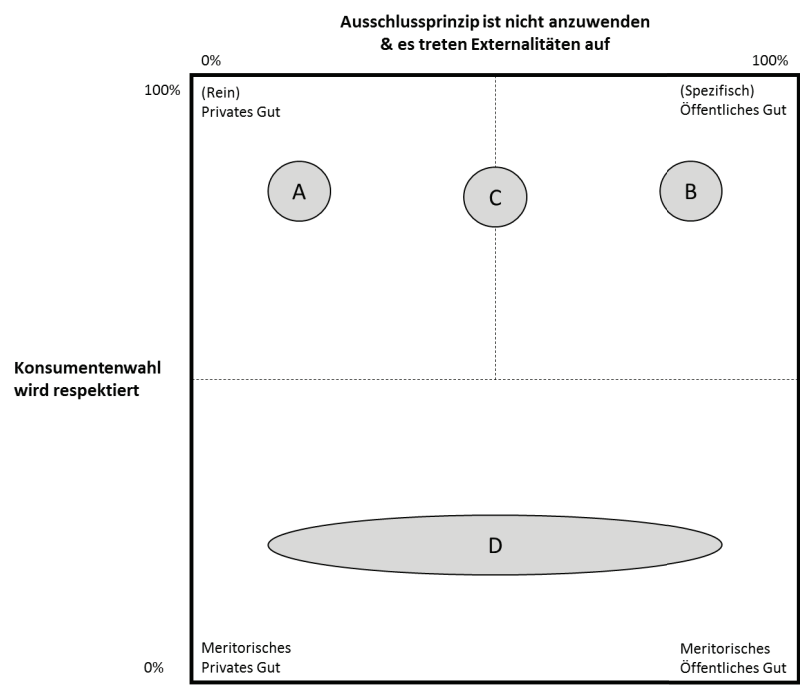 Ausschlussprinzip ist nicht anzuwenden
& es treten Externalitäten auf
0%
100%
100%
(Rein)
Privates Gut
(Spezifisch)
Öffentliches Gut
A
C
B
Konsumentenwahl
wird respektiert
D
Meritorisches
Privates Gut
Meritorisches
Öffentliches Gut
0%